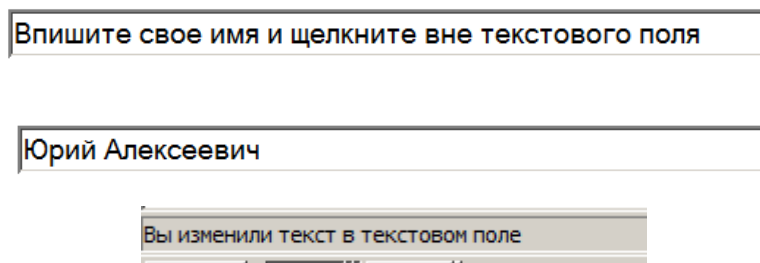 Впишите свое имя и щелкните вне текстового поля
Юрий Алексеевич
Вы изменили текст в текстовом поле